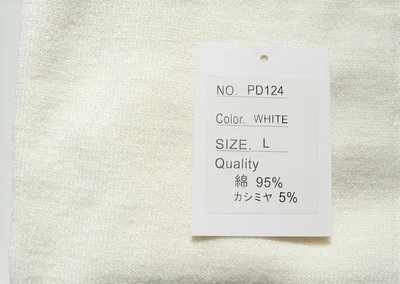 NO. PD124
Color. WHITE
SIZE. L
Quality
綿 95%
カシミヤ 5%